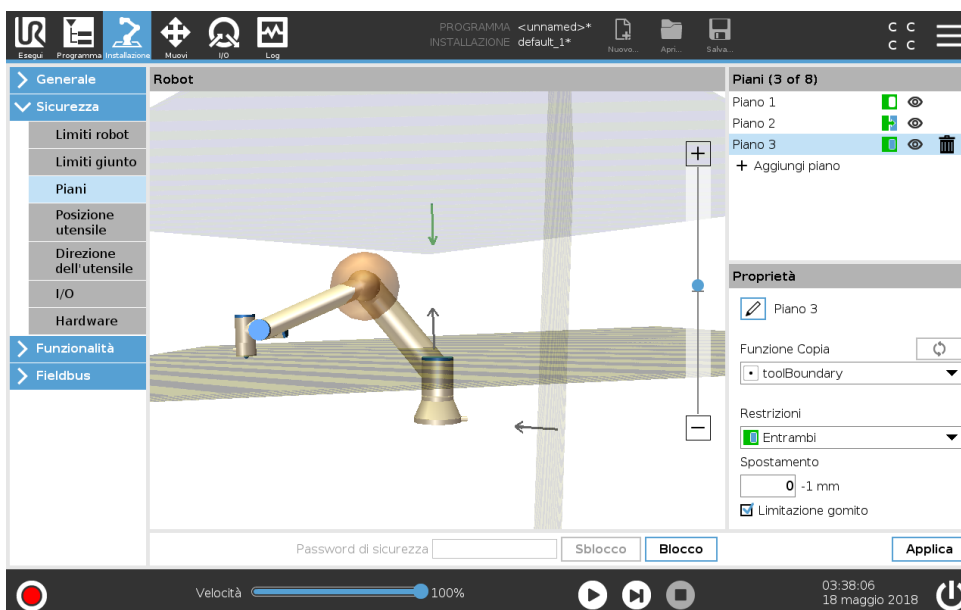 PROGRAMMA <unnamed>*
INSTALLAZIONE default_1*
UR
Esegui Programma Installazione Muovi I/O Log
Nuovo... Apri... Salva...
C C
C C
Generale
Sicurezza
Limiti robot
Limiti giunto
Piani
Posizione
utensile
Direzione
dell'utensile
I/O
Hardware
Funzionalità
Fieldbus
Robot
Piani (3 of 8)
Piano 1
Piano 2
Piano 3
+ Aggiungi piano
Proprietà
Piano 3
Funzione Copia
toolBoundary
Restrizioni
Entrambi
Spostamento
0 -1 mm
Limitazione gomito
Password di sicurezza Sblocco Blocco Applica
Velocità 100%
03:38:06
18 maggio 2018